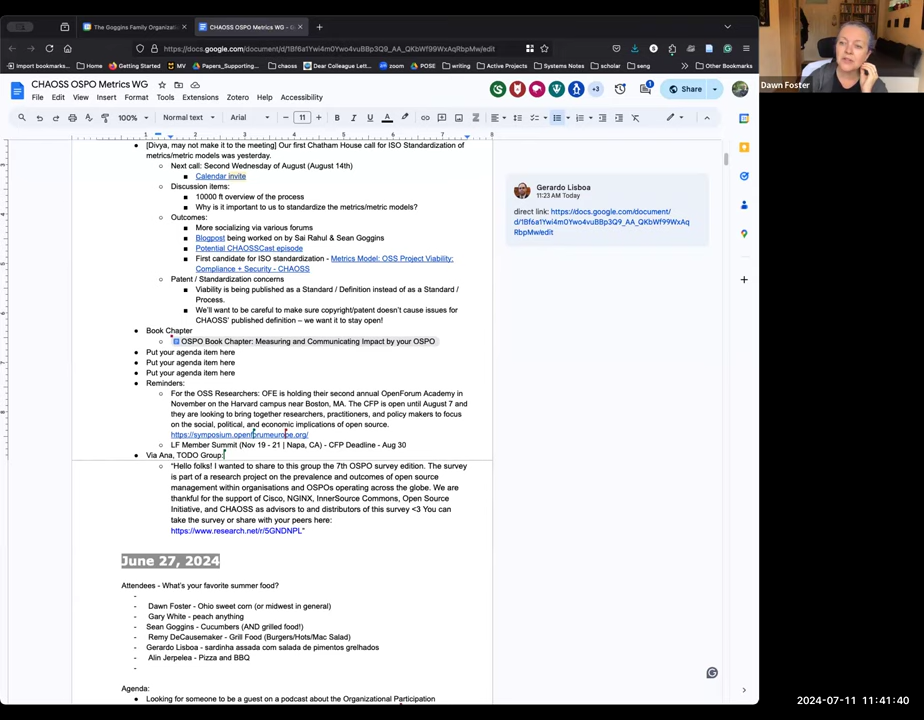 The Goggins Family Organizatio
CHAOSS OSPO Metrics WG - G
https://docs.google.com/document/d/1Bf6a1Ywi4m0Ywo4vuBBp3Q9_AA_QKbWf99WxAqRbpMw/edit
Import bookmarks...
Home
Getting Started
MV
Papers_Supporting...
chaoss
Dear Colleague Let...
zoom
POSE
writing
Active Projects
Systems Notes
scholar
seng
Other Bookmarks
CHAOSS OSPO Metrics WG
File Edit View Insert Format Tools Extensions Zotero Help Accessibility
+3
1
Share
Dawn Foster
100%
Normal text
Arial
11
1 2 3 4 5 6 7 8
[Divya, may not make it to the meeting] Our first Chatham House call for ISO Standardization of
metrics/metric models was yesterday.
Next call: Second Wednesday of August (August 14th)
Calendar invite
Discussion items:
10000 ft overview of the process
Why is it important to us to standardize the metrics/metric models?
Outcomes:
More socializing via various forums
Blogpost being worked on by Sai Rahul & Sean Goggins
Potential CHAOSSCast episode
First candidate for ISO standardization - Metrics Model: OSS Project Viability:
Compliance + Security - CHAOSS
Patent / Standardization concerns
Viability is being published as a Standard / Definition instead of as a Standard /
Process.
We'll want to be careful to make sure copyright/patent doesn't cause issues for
CHAOSS' published definition – we want it to stay open!
Book Chapter
OSPO Book Chapter: Measuring and Communicating Impact by your OSPO
Put your agenda item here
Put your agenda item here
Put your agenda item here
Reminders:
For the OSS Researchers: OFE is holding their second annual OpenForum Academy in
November on the Harvard campus near Boston, MA. The CFP is open until August 7 and
they are looking to bring together researchers, practitioners, and policy makers to focus
on the social, political, and economic implications of open source.
https://symposium.openforumeurope.org/
LF Member Summit (Nov 19 - 21 | Napa, CA) - CFP Deadline - Aug 30
Via Ana, TODO Group:
"Hello folks! I wanted to share to this group the 7th OSPO survey edition. The survey
is part of a research project on the prevalence and outcomes of open source
management within organisations and OSPOs operating across the globe. We are
thankful for the support of Cisco, NGINX, InnerSource Commons, Open Source
Initiative, and CHAOSS as advisors to and distributors of this survey <3 You can
take the survey or share with your peers here:
https://www.research.net/r/5GNDNPL"
June 27, 2024
Attendees - What's your favorite summer food?
-
- Dawn Foster - Ohio sweet corn (or midwest in general)
- Gary White - peach anything
- Sean Goggins - Cucumbers (AND grilled food!)
- Remy DeCausemaker - Grill Food (Burgers/Hots/Mac Salad)
- Gerardo Lisboa - sardinha assada com salada de pimentos grelhados
- Alin Jerpelea - Pizza and BBQ
-
Agenda:
Looking for someone to be a guest on a podcast about the Organizational Participation
Gerardo Lisboa
11:23 AM Today
direct link: https://docs.google.com/document/
d/1Bf6a1Ywi4m0Ywo4vuBBp3Q9_AA_QKbWf99WxAq
RbpMw/edit
2024-07-11 11:41:40